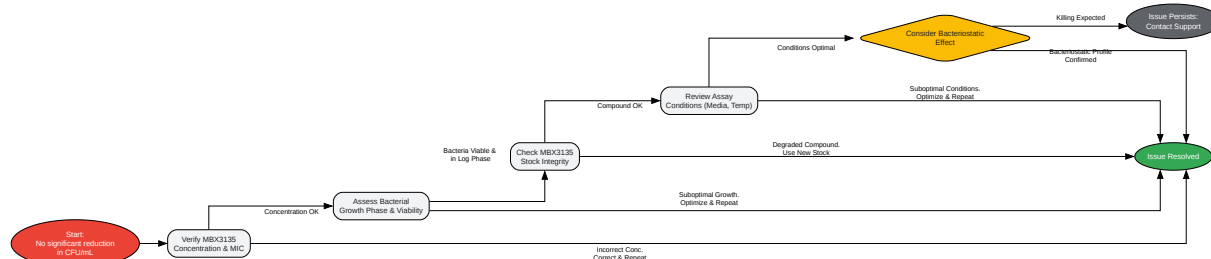 Killing Expected
Issue Persists:
Contact Support
Consider Bacteriostatic
Effect
Conditions Optimal
Bacteriostatic Profile
Confirmed
Review Assay
Conditions (Media, Temp)
Compound OK
Suboptimal Conditions.
Optimize & Repeat
Bacteria Viable &
in Log Phase
Check MBX3135
Stock Integrity
Degraded Compound.
Use New Stock
Issue Resolved
Assess Bacterial
Growth Phase & Viability
Concentration OK
Suboptimal Growth.
Optimize & Repeat
Start:
No significant reduction
in CFU/mL
Verify MBX3135
Concentration & MIC
Incorrect Conc.
Correct & Repeat